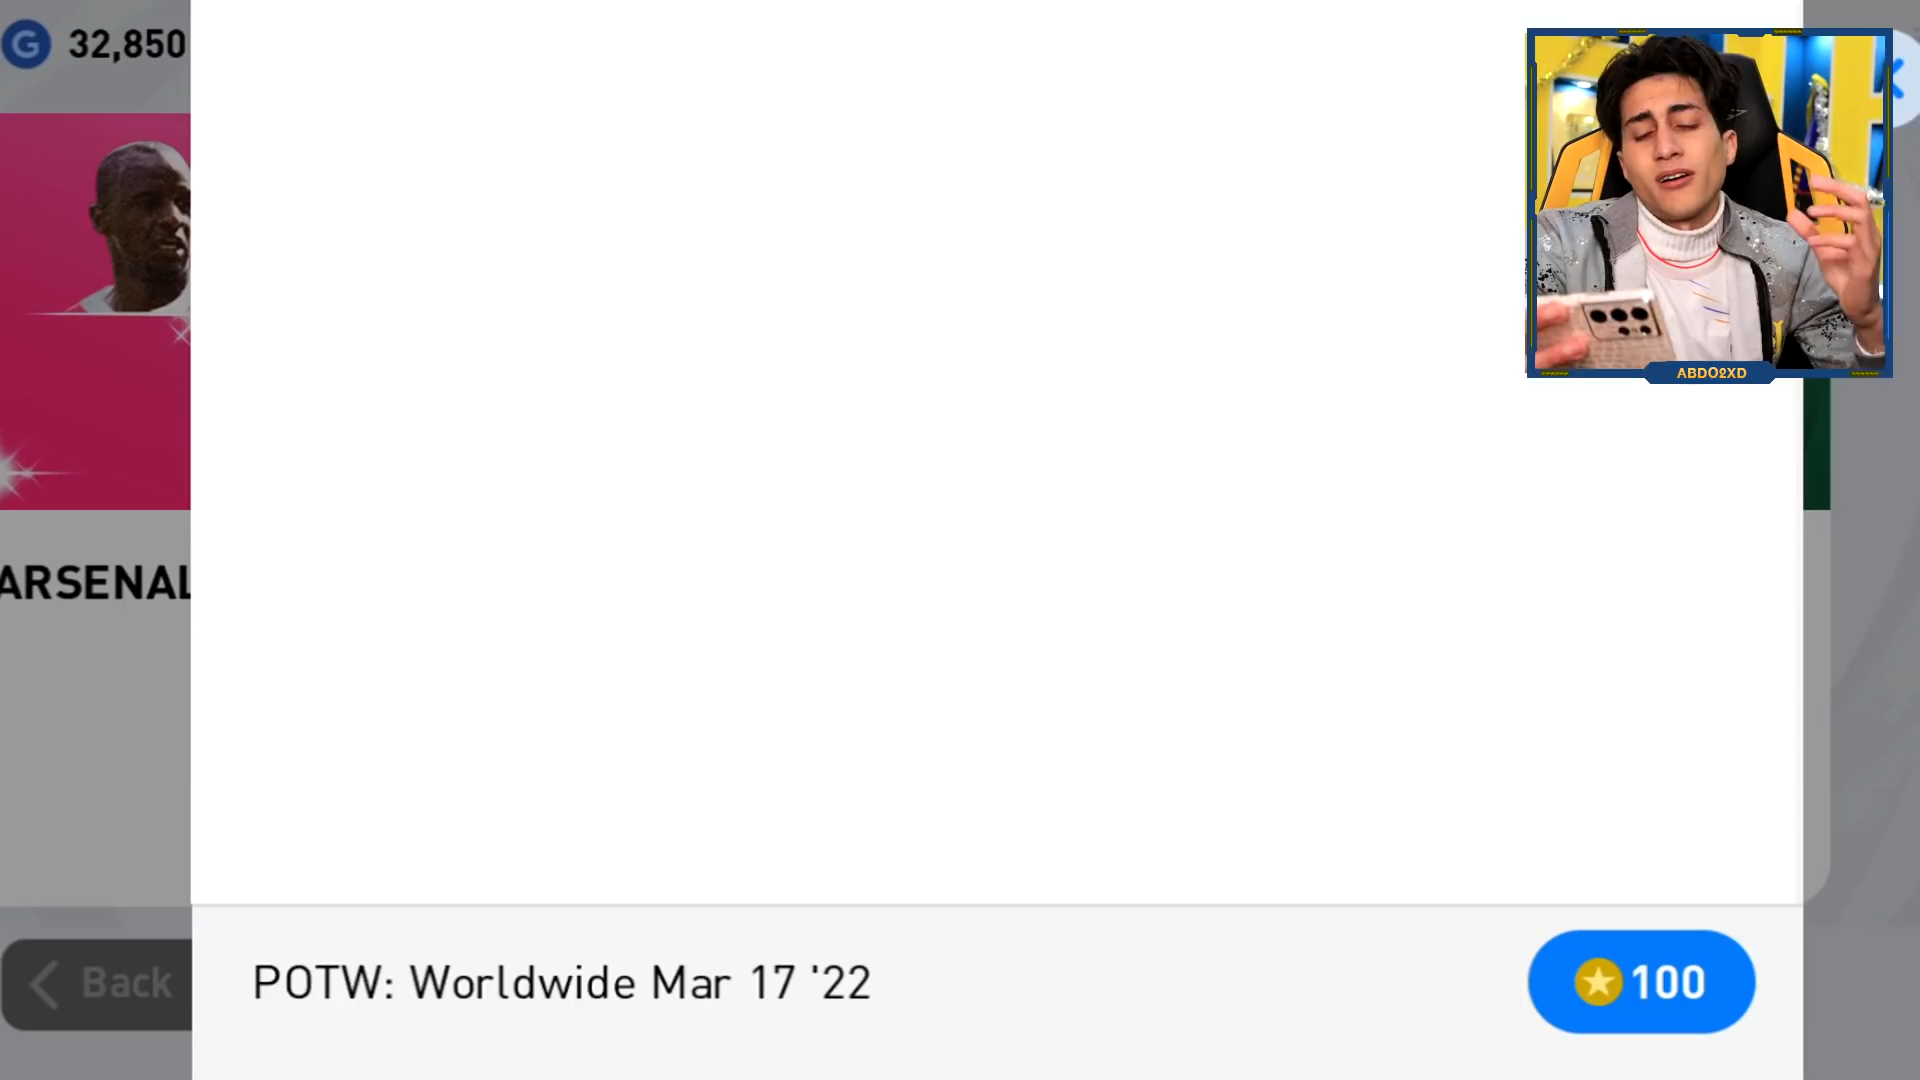 G 32,850
ABDO2XD
ARSENAL
Back
POTW: Worldwide Mar 17 '22
100